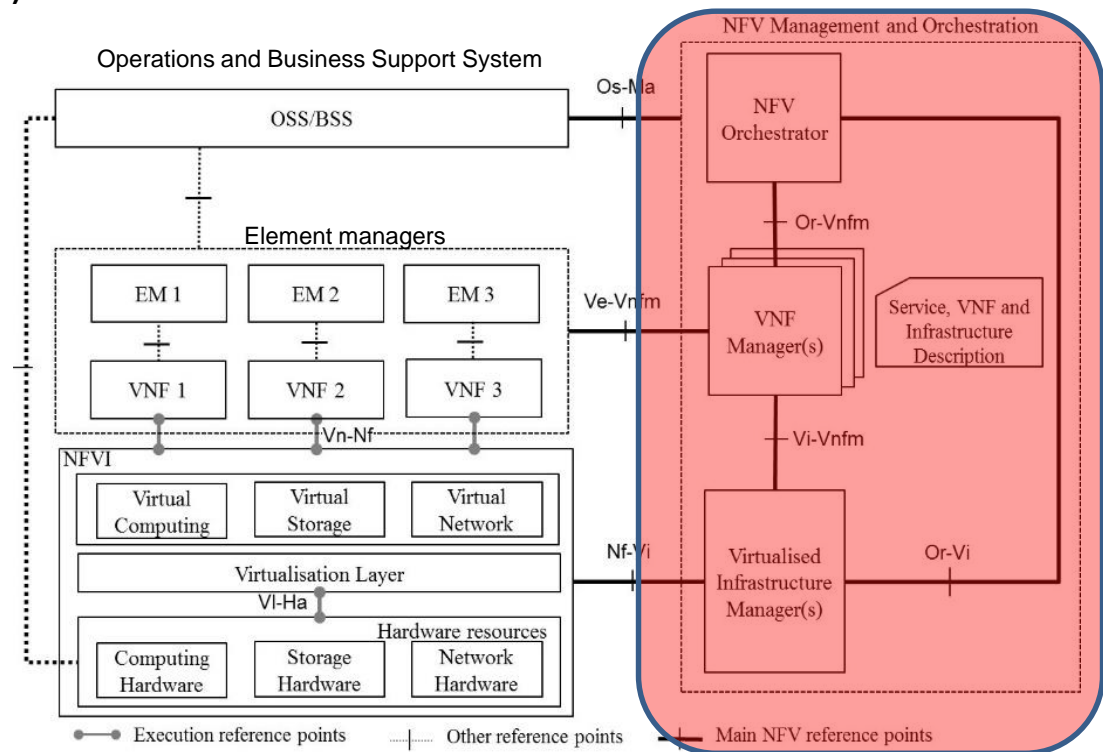 NFV Management and Orchestration
Operations and Business Support System
Os-Ma
OSS/BSS
NFV
Orchestrator
Or-Vnfm
Element managers
EM 1
EM 2
EM 3
Ve-Vnfm
VNF
Manager(s)
Service, VNF and
Infrastructure
Description
VNF 1
VNF 2
VNF 3
Vn-Nf
Vi-Vnfm
NFVI
Virtual
Computing
Virtual
Storage
Virtual
Network
Nf-Vi
Virtualised
Infrastructure
Manager(s)
Or-Vi
Virtualisation Layer
Vl-Ha
Hardware resources
Computing
Hardware
Storage
Hardware
Network
Hardware
Execution reference points
Other reference points
Main NFV reference points